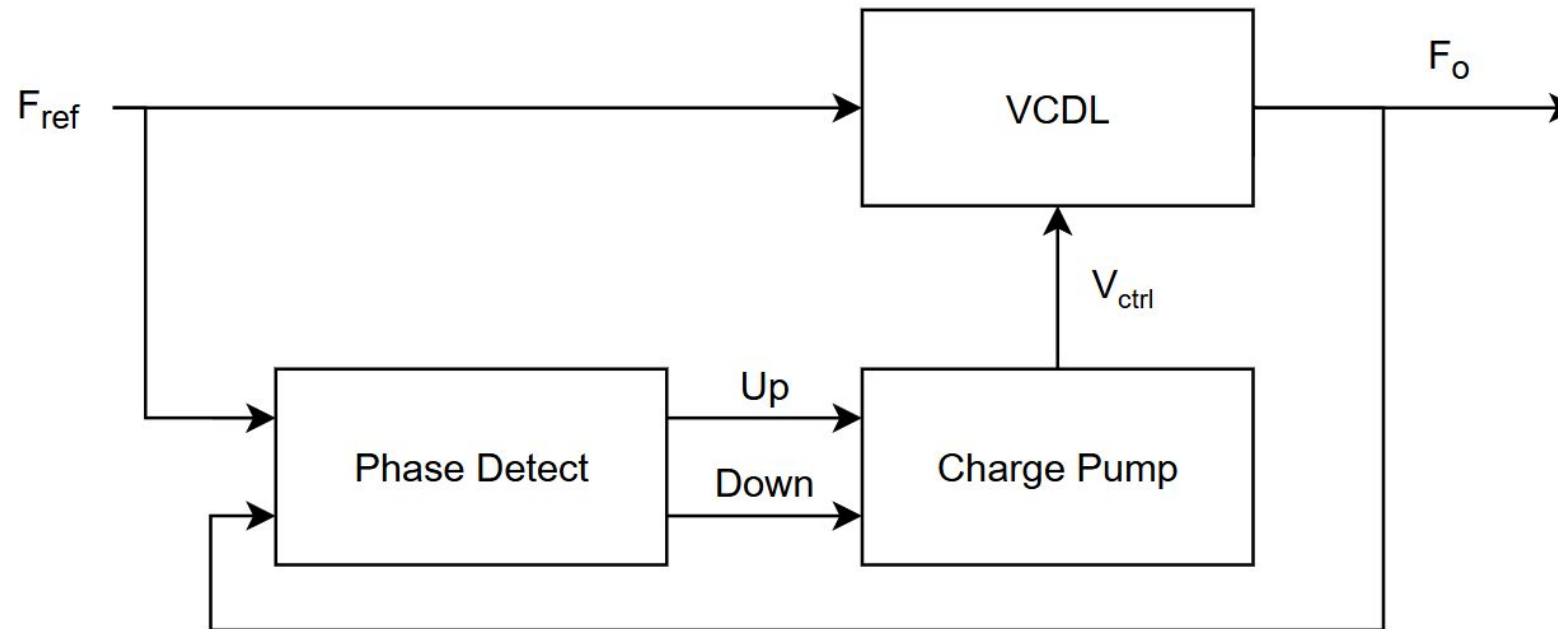 F_ref
VCDL
F_o
V_ctrl
Phase Detect
Up
Down
Charge Pump